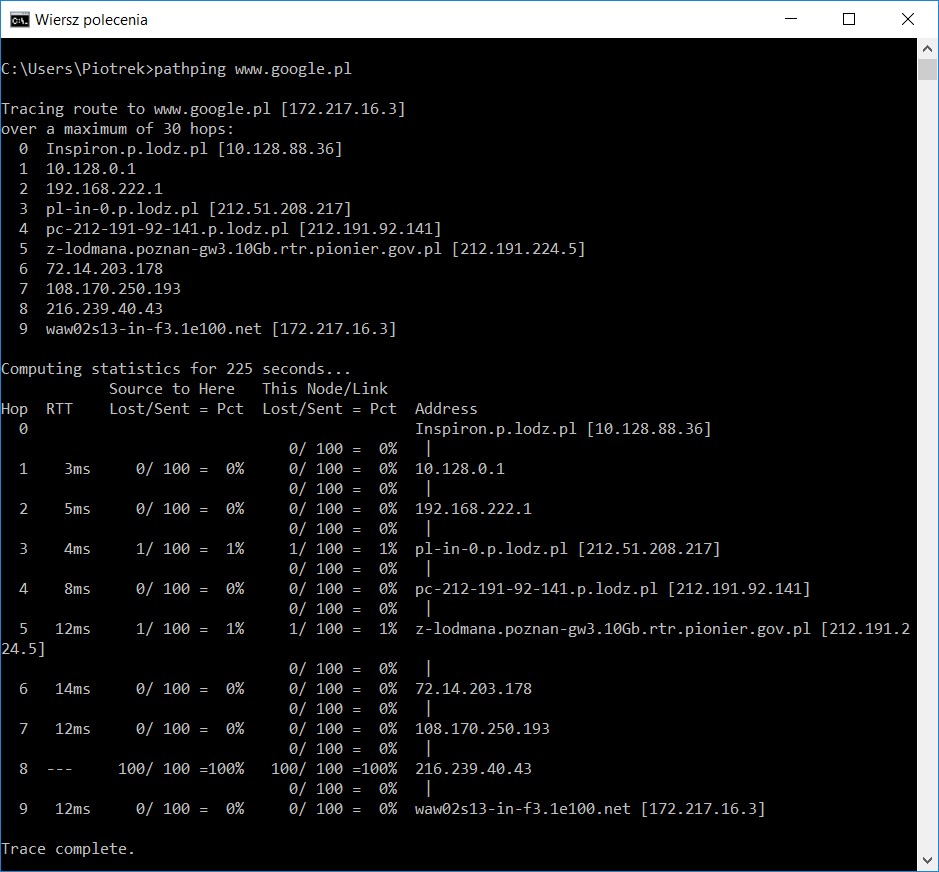 Wiersz polecenia
C:\Users\Piotrek>pathping www.google.pl
Tracing route to www.google.pl [172.217.16.3]
over a maximum of 30 hops:
  0  Inspiron.p.lodz.pl [10.128.88.36]
  1  10.128.0.1
  2  192.168.222.1
  3  pl-in-0.p.lodz.pl [212.51.208.217]
  4  pc-212-191-92-141.p.lodz.pl [212.191.92.141]
  5  z-lodmana.poznan-gw3.10Gb.rtr.pionier.gov.pl [212.191.224.5]
  6  72.14.203.178
  7  108.170.250.193
  8  216.239.40.43
  9  waw02s13-in-f3.1e100.net [172.217.16.3]
Computing statistics for 225 seconds...
            Source to Here   This Node/Link
Hop  RTT    Lost/Sent = Pct  Lost/Sent = Pct  Address
  0                                           Inspiron.p.lodz.pl [10.128.88.36]
                                0/ 100 =  0%   |
  1    3ms     0/ 100 =  0%     0/ 100 =  0%  10.128.0.1
                                0/ 100 =  0%   |
  2    5ms     0/ 100 =  0%     0/ 100 =  0%  192.168.222.1
                                0/ 100 =  0%   |
  3    4ms     1/ 100 =  1%     1/ 100 =  1%  pl-in-0.p.lodz.pl [212.51.208.217]
                                0/ 100 =  0%   |
  4    8ms     0/ 100 =  0%     0/ 100 =  0%  pc-212-191-92-141.p.lodz.pl [212.191.92.141]
                                0/ 100 =  0%   |
  5   12ms     1/ 100 =  1%     1/ 100 =  1%  z-lodmana.poznan-gw3.10Gb.rtr.pionier.gov.pl [212.191.2
24.5]
                                0/ 100 =  0%   |
  6   14ms     0/ 100 =  0%     0/ 100 =  0%  72.14.203.178
                                0/ 100 =  0%   |
  7   12ms     0/ 100 =  0%     0/ 100 =  0%  108.170.250.193
                                0/ 100 =  0%   |
  8  ---     100/ 100 =100%   100/ 100 =100%  216.239.40.43
                                0/ 100 =  0%   |
  9   12ms     0/ 100 =  0%     0/ 100 =  0%  waw02s13-in-f3.1e100.net [172.217.16.3]
Trace complete.